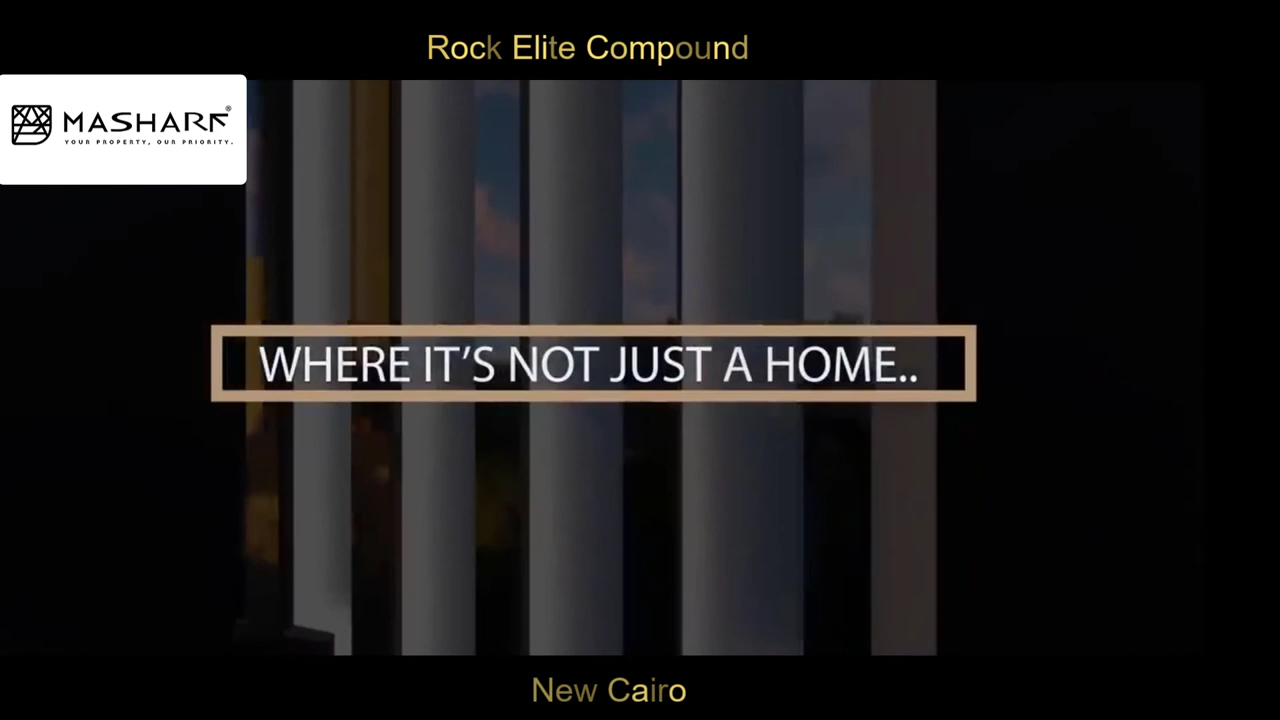 Rock Elite Compound
MASHARF®
YOUR PROPERTY, OUR PRIORITY.
WHERE IT'S NOT JUST A HOME..
New Cairo